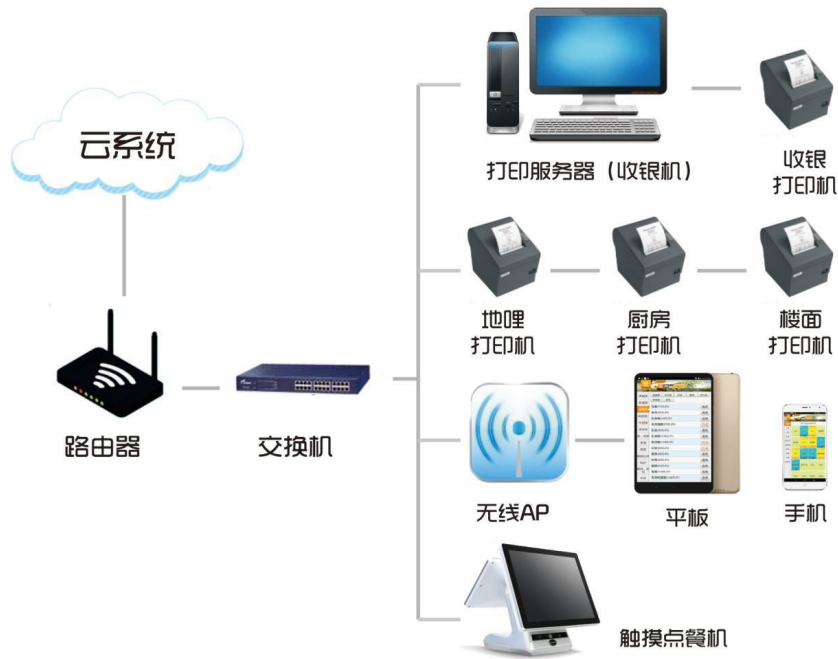 云系统
打印服务器（收银机）
收银
打印机
地哩
打印机
厨房
打印机
楼面
打印机
路由器
交换机
无线AP
平板
手机
触摸点餐机